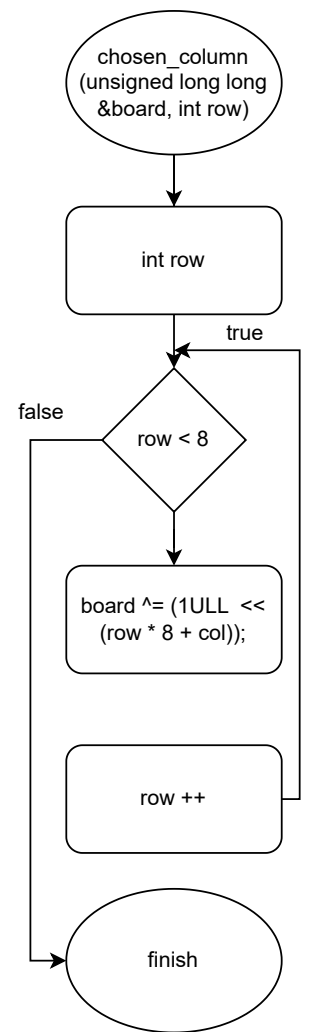 chosen_column
(unsigned long long
&board, int row)
int row
true
false
row < 8
board ^= (1ULL <<
(row * 8 + col));
row ++
finish